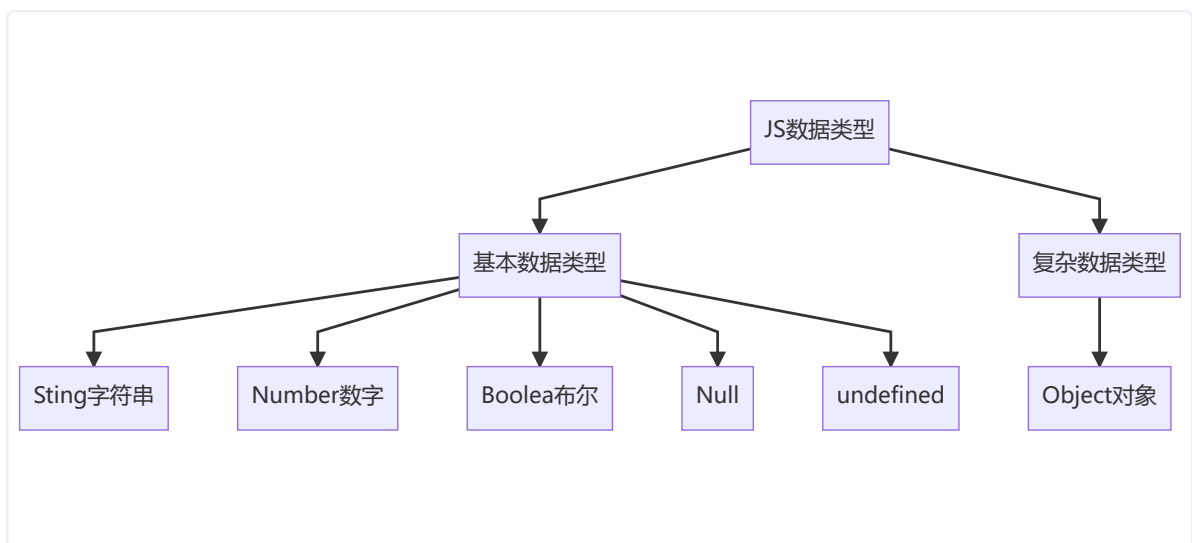 JS数据类型
基本数据类型
复杂数据类型
Sting字符串
Number数字
Boolea布尔
Null
undefined
Object对象